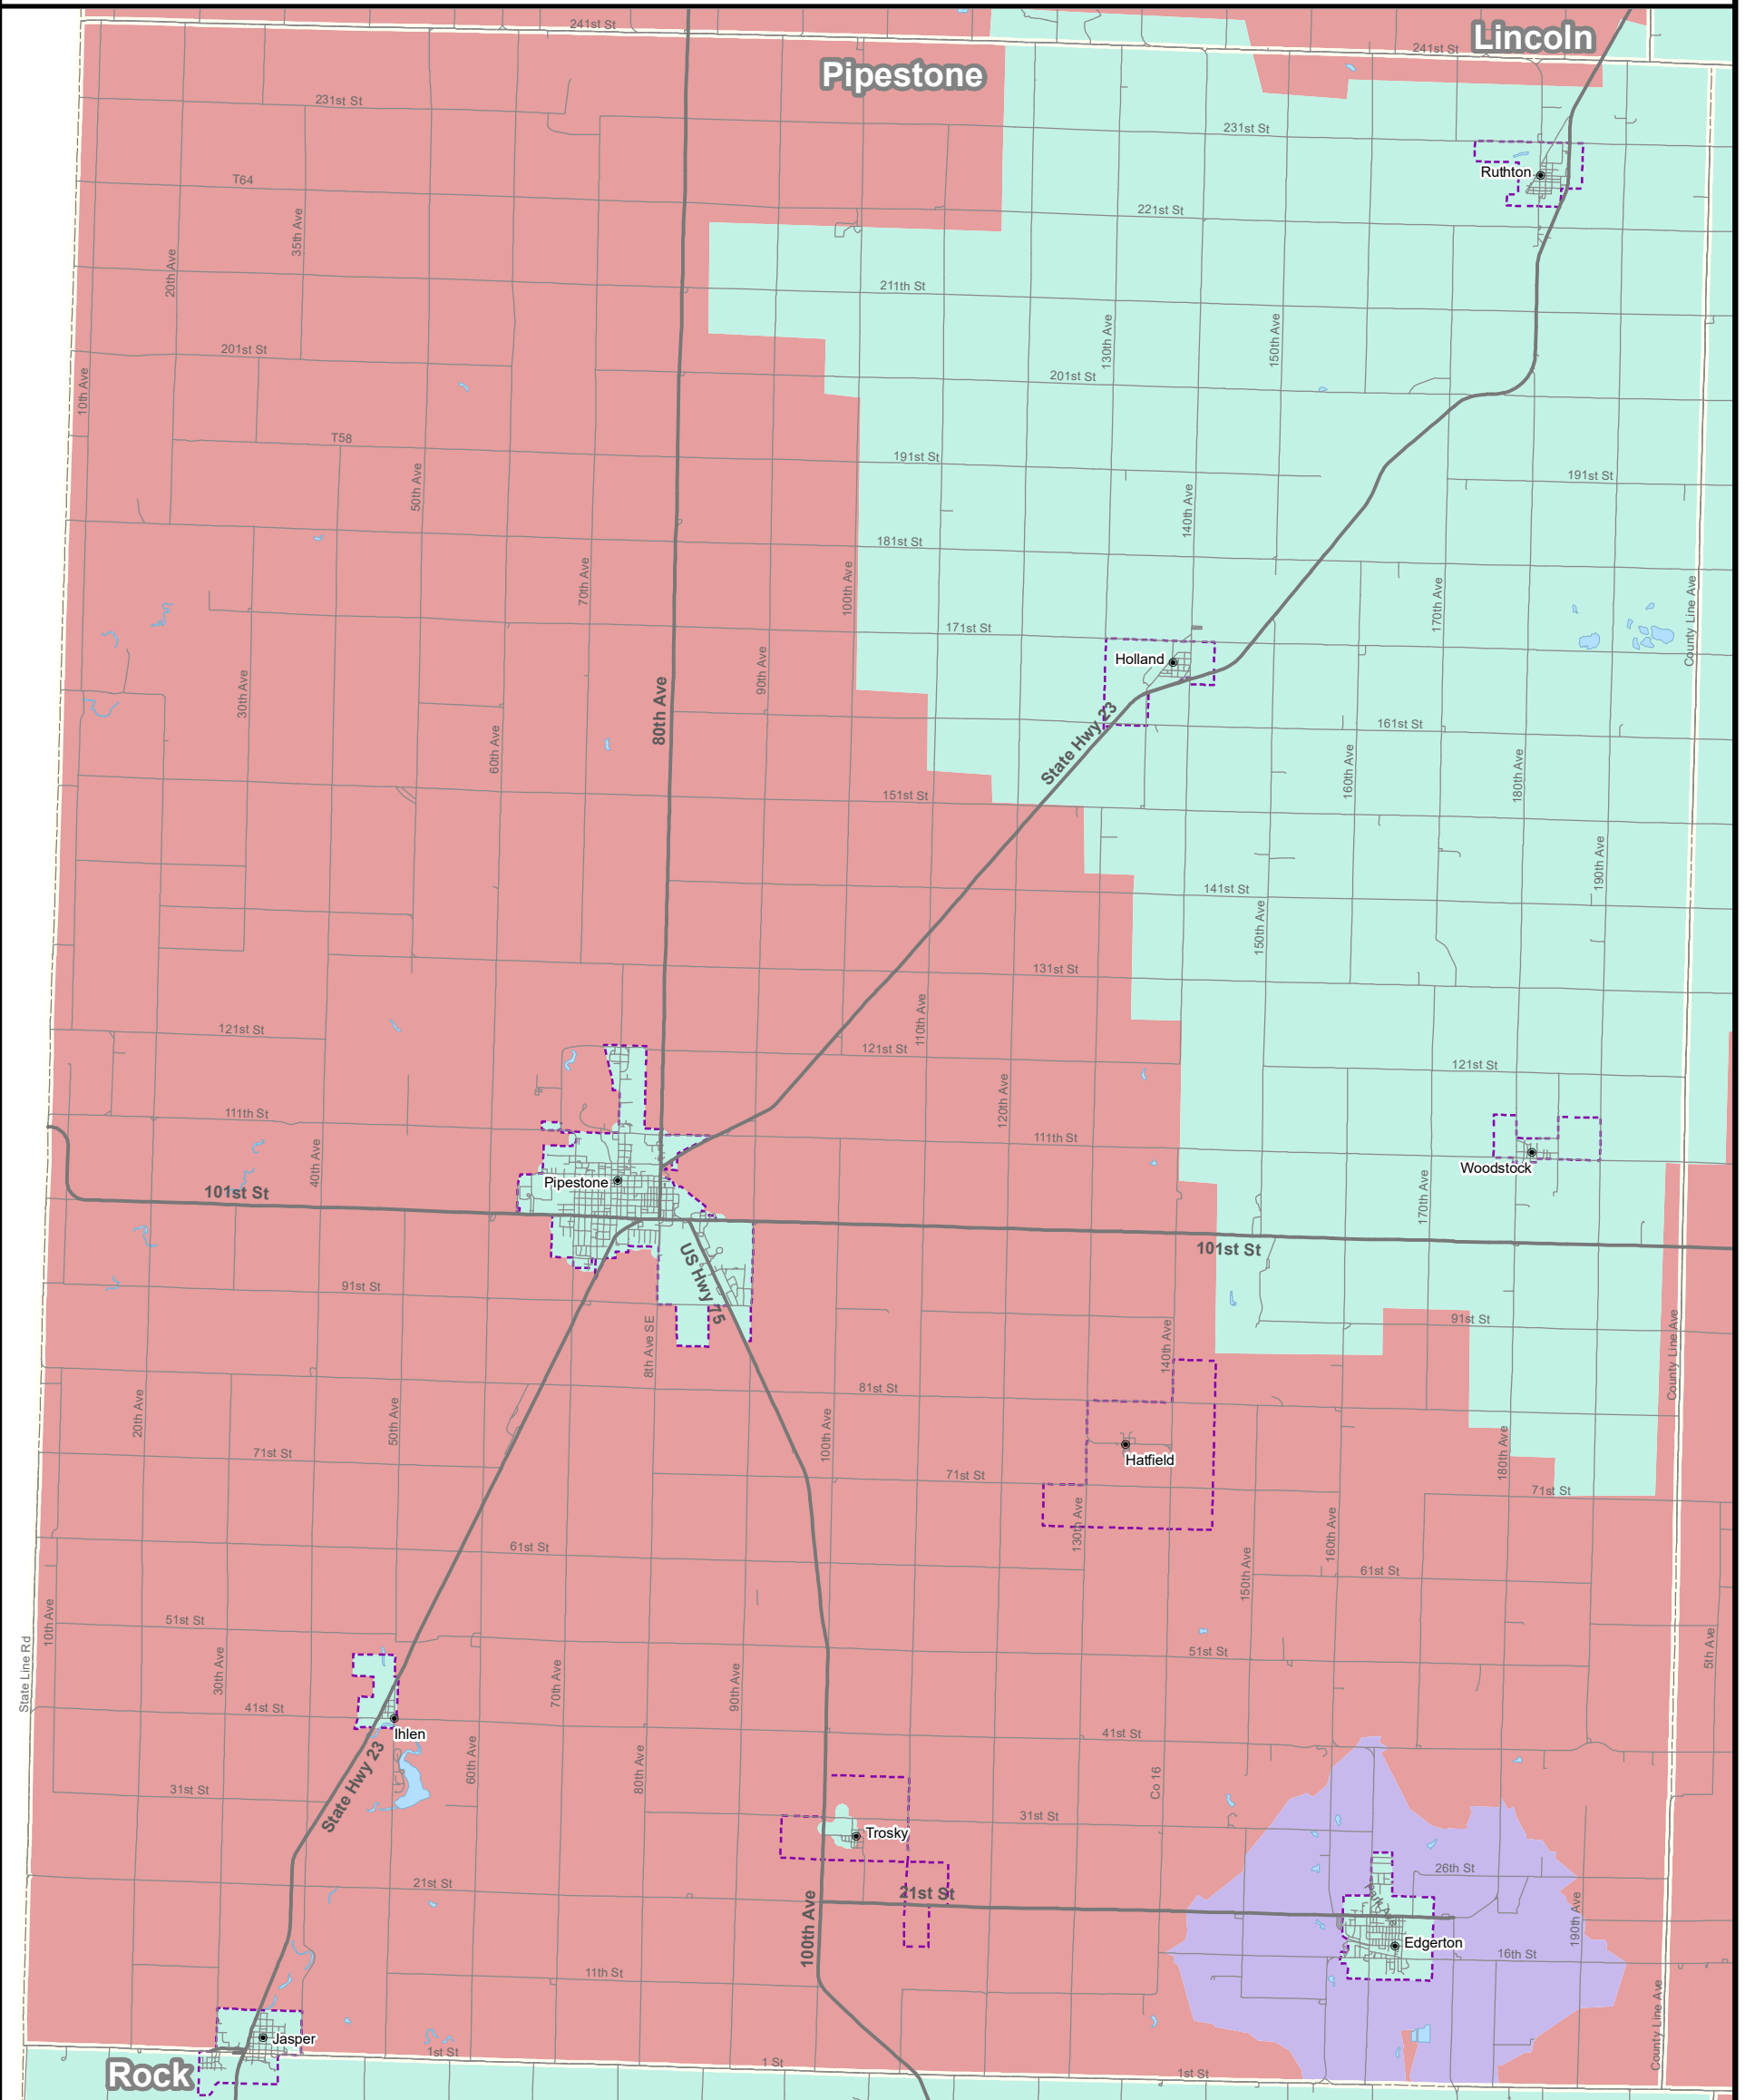 241st St
Lincoln
241st St
Pipestone
231st St
231st St
Ruthton
T64
221st St
35th Ave
20th Ave
211th St
130th Ave
150th Ave
201st St
201st St
10th Ave
T58
191st St
191st St
50th Ave
140th Ave
181st St
70th Ave
100th Ave
170th Ave
County Line Ave
171st St
Holland
90th Ave
30th Ave
80th Ave
State Hwy 23
161st St
60th Ave
160th Ave
180th Ave
151st St
190th Ave
141st St
150th Ave
131st St
110th Ave
121st St
121st St
121st St
120th Ave
111th St
111th St
40th Ave
Woodstock
Pipestone
170th Ave
101st St
101st St
US Hwy 75
91st St
91st St
8th Ave SE
140th Ave
County Line Ave
81st St
20th Ave
50th Ave
100th Ave
Hatfield
180th Ave
71st St
71st St
71st St
130th Ave
160th Ave
61st St
61st St
150th Ave
10th Ave
51st St
51st St
5th Ave
State Line Rd
30th Ave
70th Ave
90th Ave
41st St
Ihlen
41st St
State Hwy 23
60th Ave
80th Ave
Co 16
31st St
31st St
Trosky
26th St
21st St
21st St
100th Ave
190th Ave
Edgerton
16th St
11th St
County Line Ave
Jasper
Rock
1st St
1 St
1st St